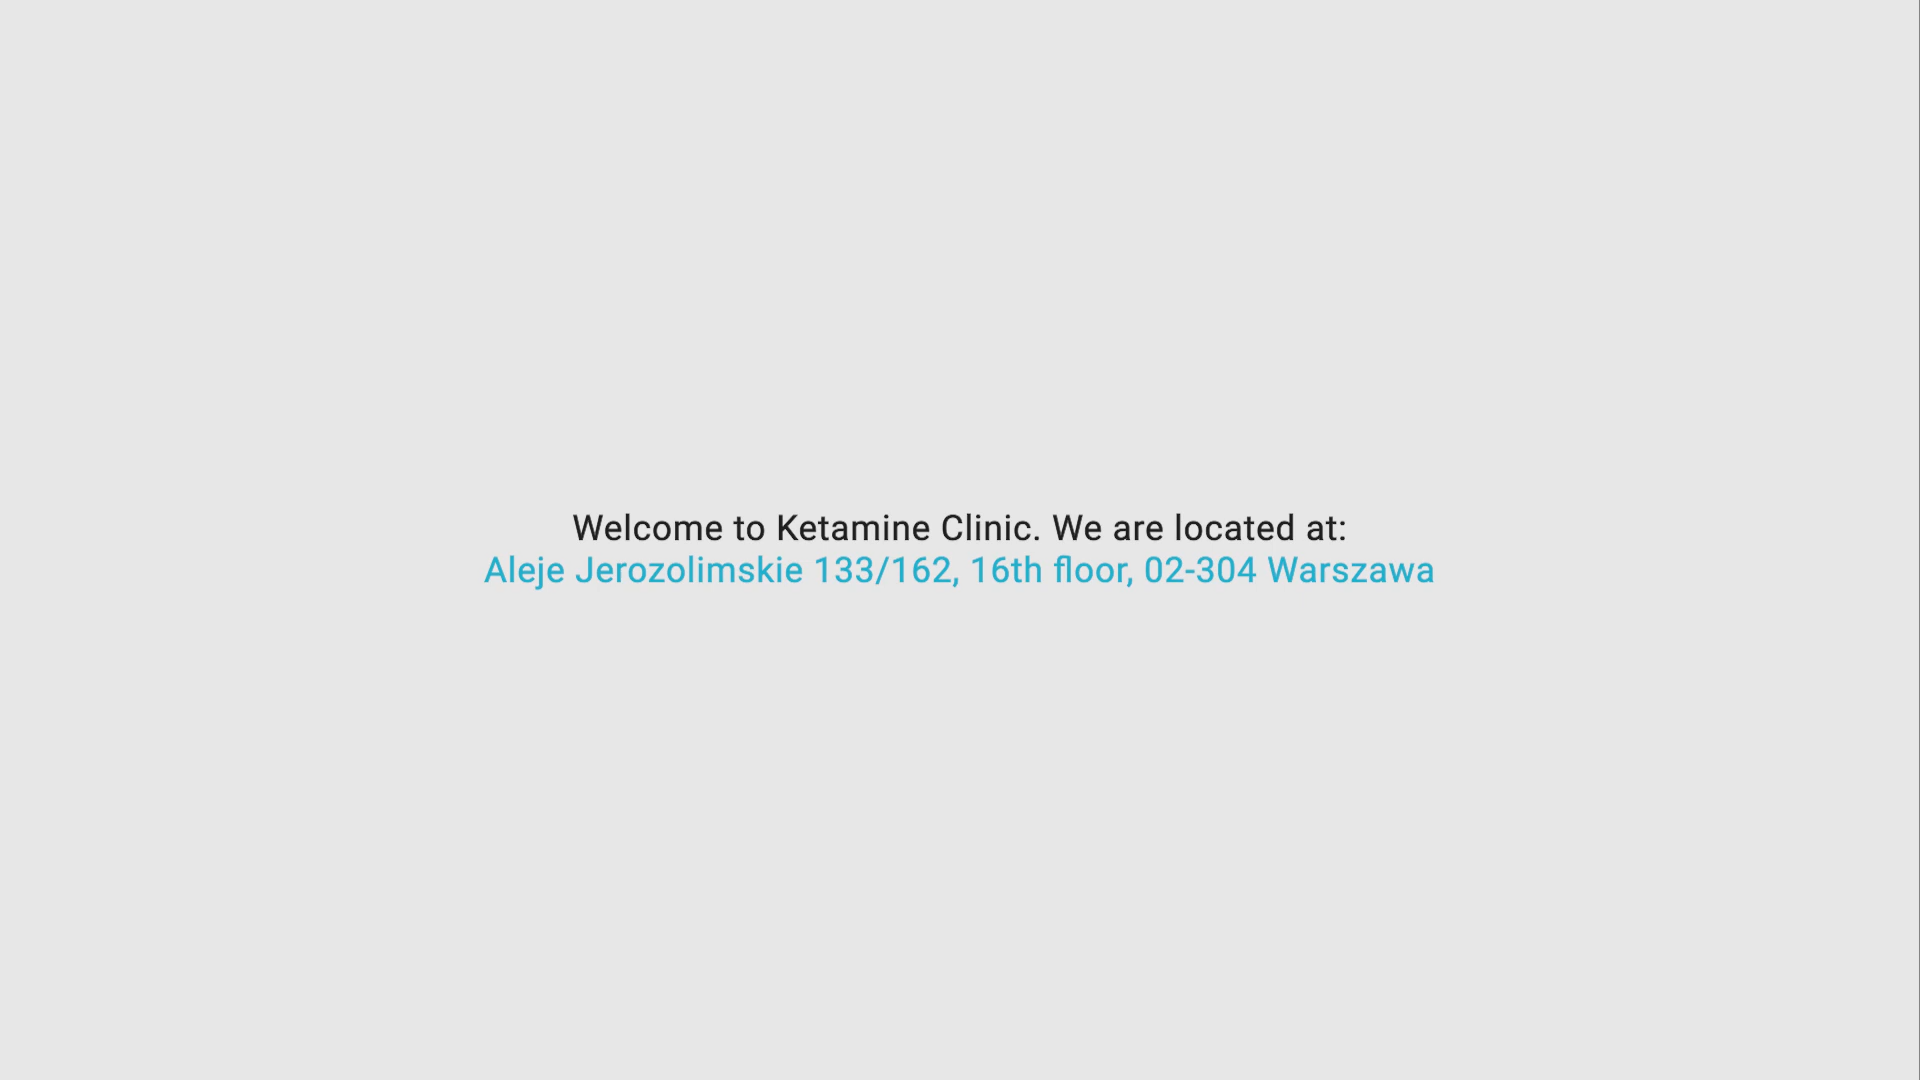 Welcome to Ketamine Clinic. We are located at:
Aleje Jerozolimskie 133/162, 16th floor, 02-304 Warszawa